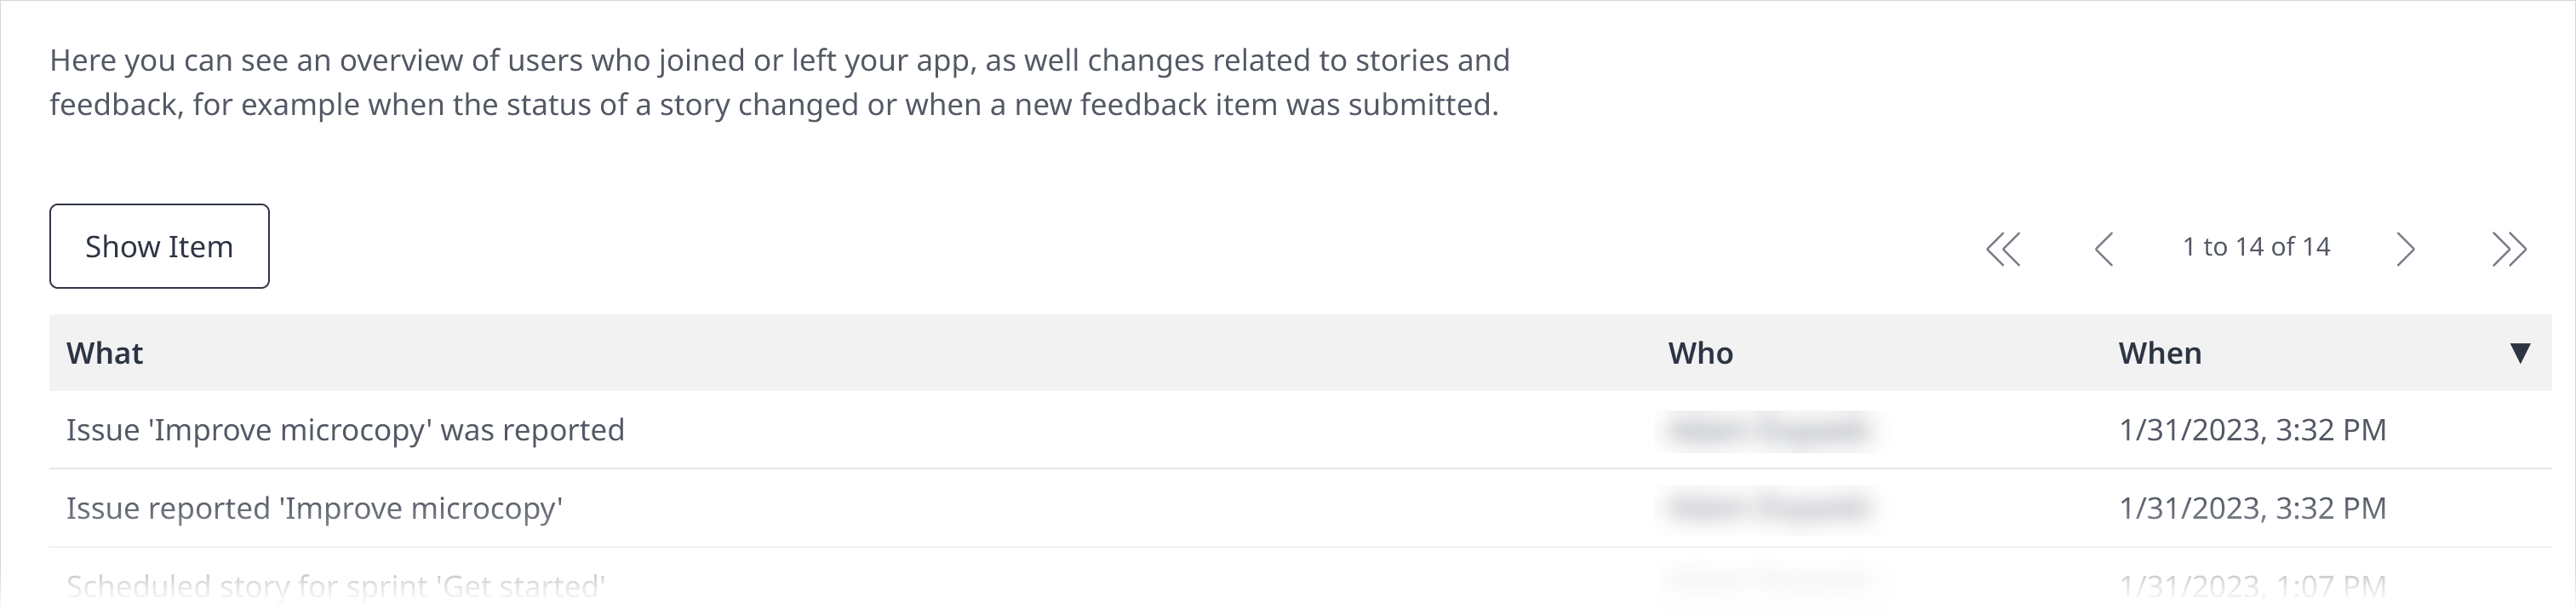 Here you can see an overview of users who joined or left your app, as well changes related to stories and
feedback, for example when the status of a story changed or when a new feedback item was submitted.
Show Item
1 to 14 of 14
What Who When
Issue 'Improve microcopy' was reported 1/31/2023, 3:32 PM
Issue reported 'Improve microcopy' 1/31/2023, 3:32 PM
Scheduled story for sprint 'Get started' 1/31/2023, 1:07 PM